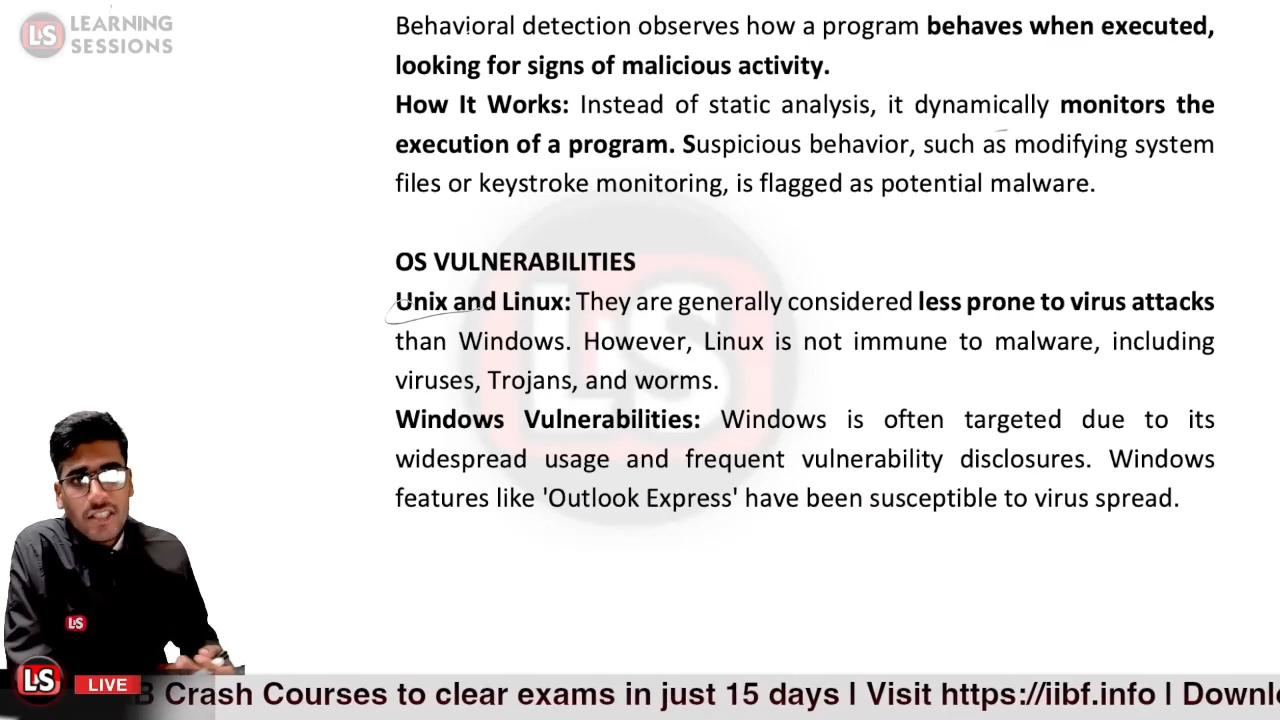 LS LEARNING
SESSIONS
Behavioral detection observes how a program behaves when executed,
looking for signs of malicious activity.
How It Works: Instead of static analysis, it dynamically monitors the
execution of a program. Suspicious behavior, such as modifying system
files or keystroke monitoring, is flagged as potential malware.
OS VULNERABILITIES
Unix and Linux: They are generally considered less prone to virus attacks
than Windows. However, Linux is not immune to malware, including
viruses, Trojans, and worms.
Windows Vulnerabilities: Windows is often targeted due to its
widespread usage and frequent vulnerability disclosures. Windows
features like 'Outlook Express' have been susceptible to virus spread.
LS
LS
LS LIVE B Crash Courses to clear exams in just 15 days | Visit https://iibf.info | Downl